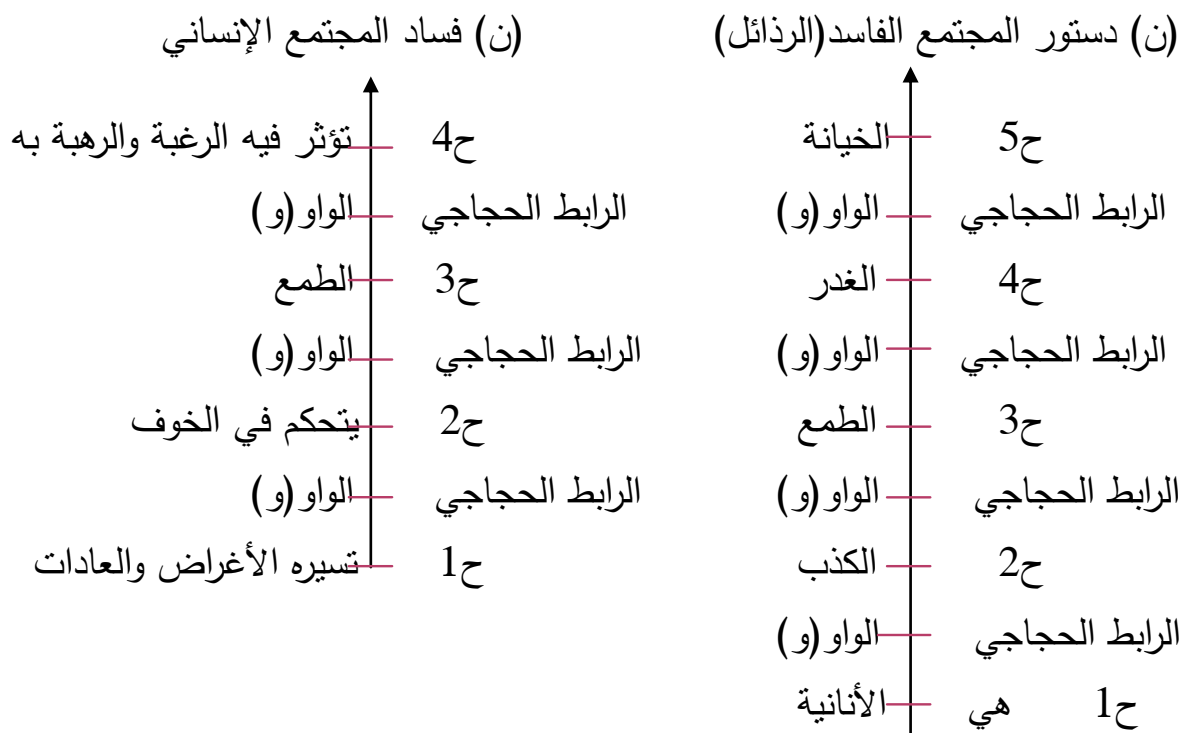 (ن) دستور المجتمع الفاسد(الرذائل)
ح5 الخيانة
الرابط الحجاجي الواو(و)
ح4 الغدر
الرابط الحجاجي الواو(و)
ح3 الطمع
الرابط الحجاجي الواو(و)
ح2 الكذب
الرابط الحجاجي الواو(و)
ح1 هي الأنانية
(ن) فساد المجتمع الإنساني
ح4 تؤثر فيه الرغبة والرهبة به
الرابط الحجاجي الواو(و)
ح3 الطمع
الرابط الحجاجي الواو(و)
ح2 يتحكم في الخوف
الرابط الحجاجي الواو(و)
ح1 تسيره الأغراض والعادات